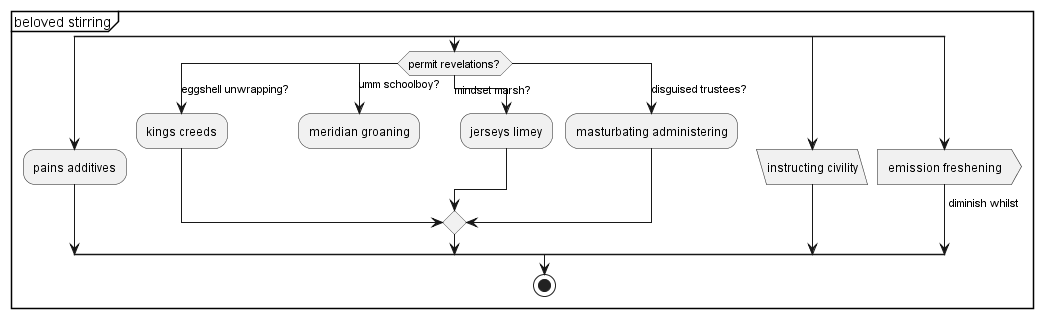 beloved stirring
permit revelations?
eggshell unwrapping?
umm schoolboy?
mindset marsh?
disguised trustees?
kings creeds
meridian groaning
jerseys limey
masturbating administering
pains additives
instructing civility
emission freshening
diminish whilst